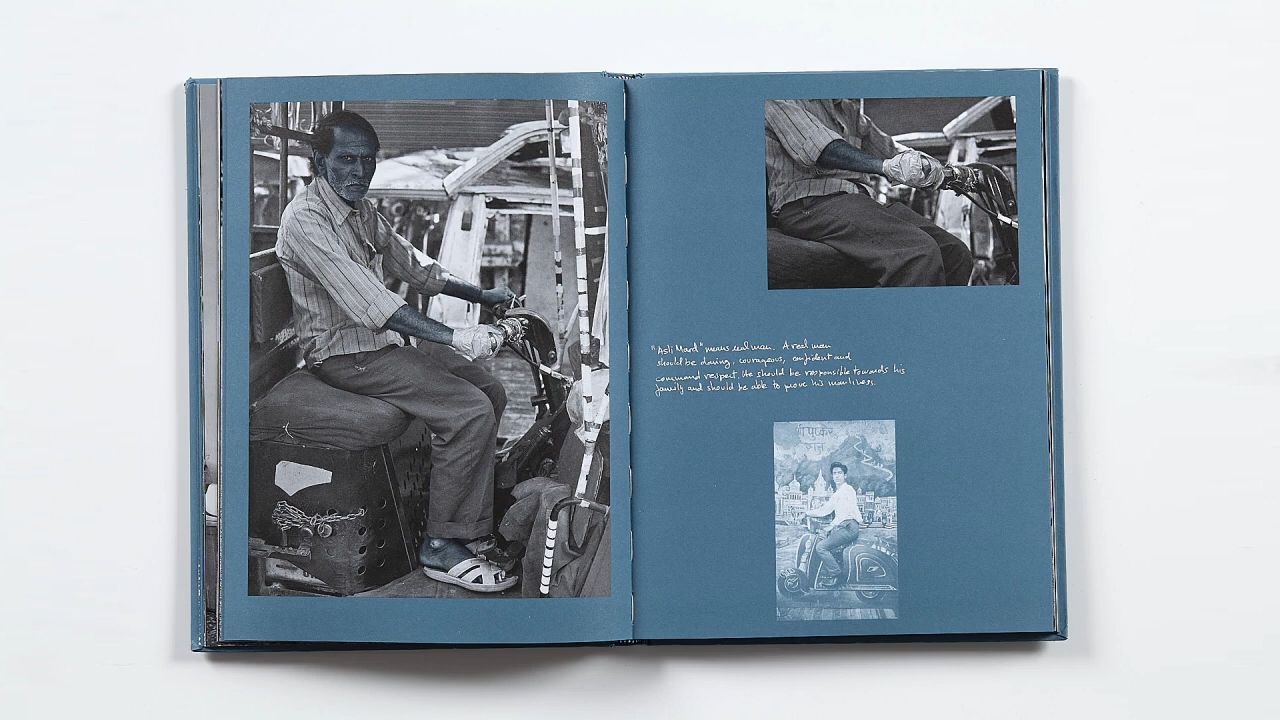 "Asli Mard" means real man. A real man
should be daring, courageous, confident and
command respect. He should be responsible towards his
family and should be able to prove his manliness.
श्री पुष्कर
राज